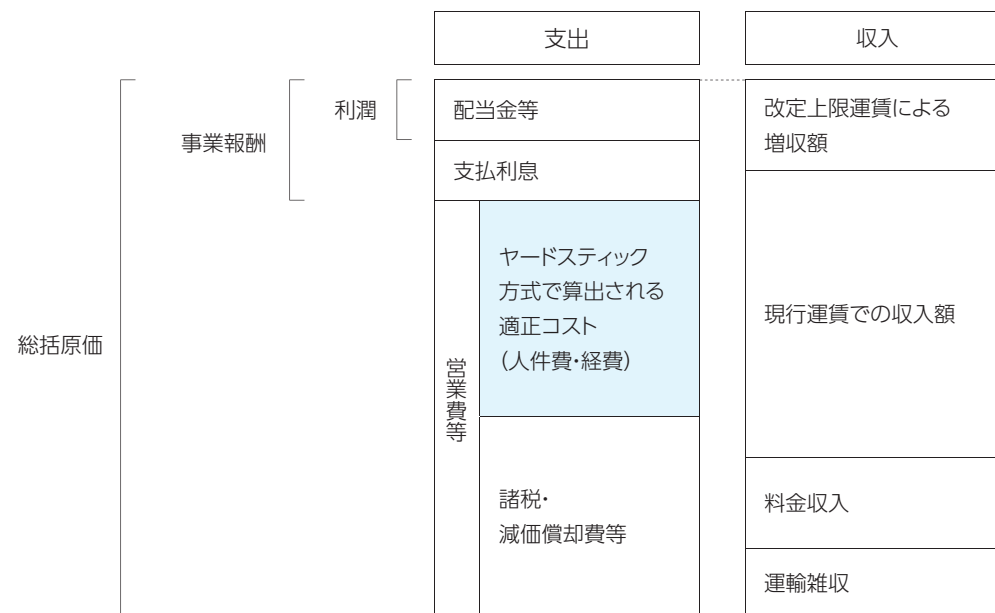 支出
収入
総括原価
事業報酬
利潤
配当金等
支払利息
営業費等
ヤードスティック
方式で算出される
適正コスト
（人件費・経費）
諸税・
減価償却費等
改定上限運賃による
増収額
現行運賃での収入額
料金収入
運輸雑収